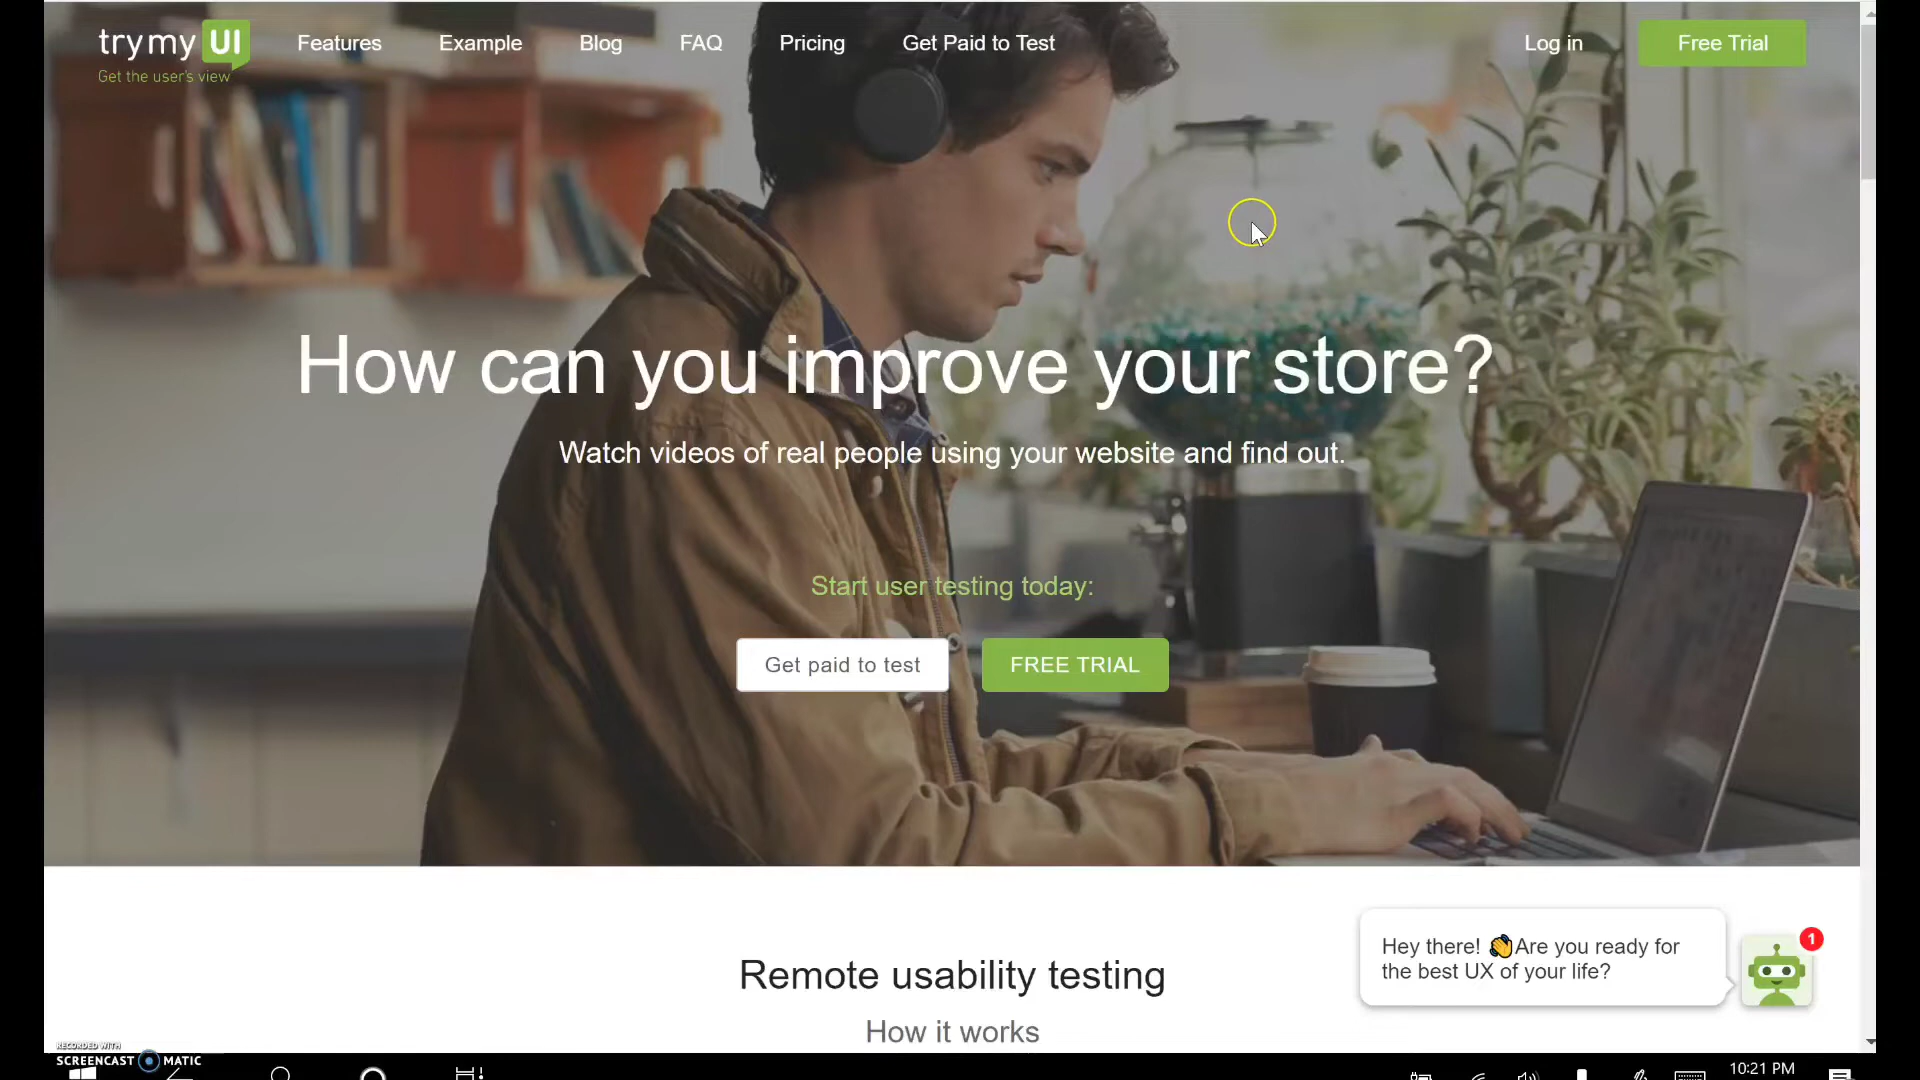 trymyUI
Get the user's view
Features
Example
Blog
FAQ
Pricing
Get Paid to Test
Log in
Free Trial
How can you improve your store?
Watch videos of real people using your website and find out.
Start user testing today:
Get paid to test
FREE TRIAL
Remote usability testing
How it works
Hey there! 👋Are you ready for
the best UX of your life?
1
RECORDED WITH
SCREENCAST MATIC
10:21 PM